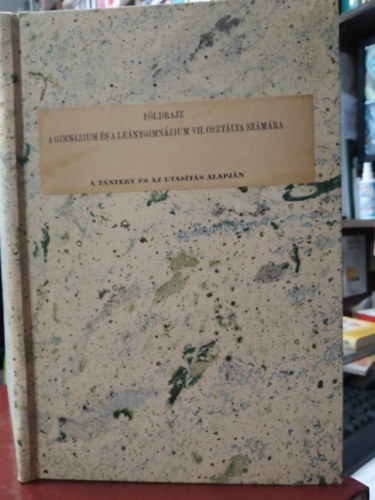 FÖLDRAJZ
A GIMNÁZIUM ÉS A LEÁNYGIMNÁZIUM VII. OSZTÁLYA SZÁMÁRA
A TANTERV ÉS AZ UTASÍTÁS ALAPJÁN